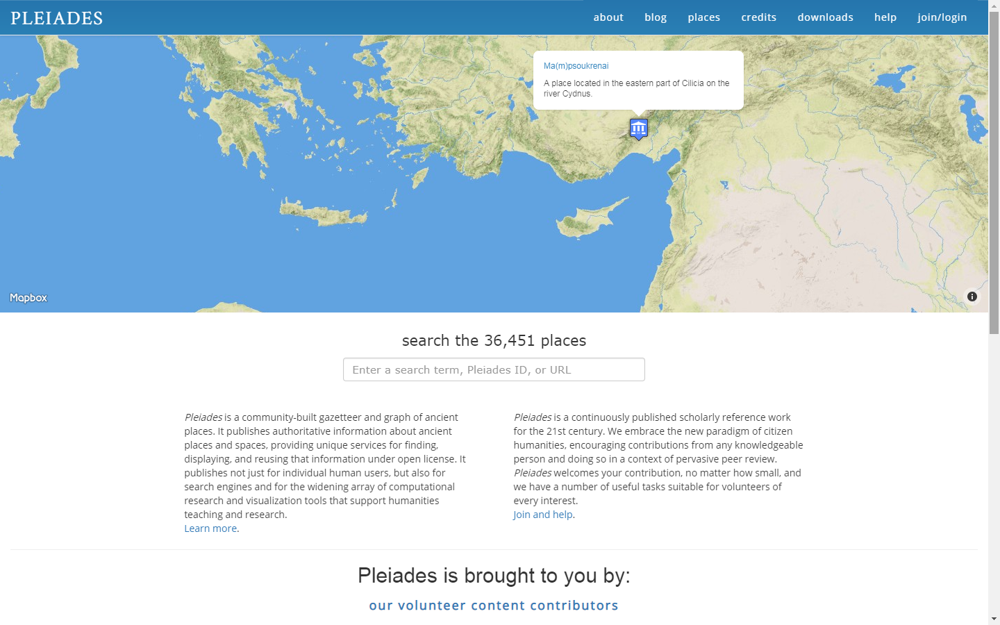 PLEIADES
about blog places credits downloads help join/login
Ma(m)psoukrenai
A place located in the eastern part of Cilicia on the
river Cydnus.
Mapbox
search the 36,451 places
Enter a search term, Pleiades ID, or URL
Pleiades is a community-built gazetteer and graph of ancient
places. It publishes authoritative information about ancient
places and spaces, providing unique services for finding,
displaying, and reusing that information under open license. It
publishes not just for individual human users, but also for
search engines and for the widening array of computational
research and visualization tools that support humanities
teaching and research.
Learn more.
Pleiades is a continuously published scholarly reference work
for the 21st century. We embrace the new paradigm of citizen
humanities, encouraging contributions from any knowledgeable
person and doing so in a context of pervasive peer review.
Pleiades welcomes your contribution, no matter how small, and
we have a number of useful tasks suitable for volunteers of
every interest.
Join and help.
Pleiades is brought to you by:
our volunteer content contributors